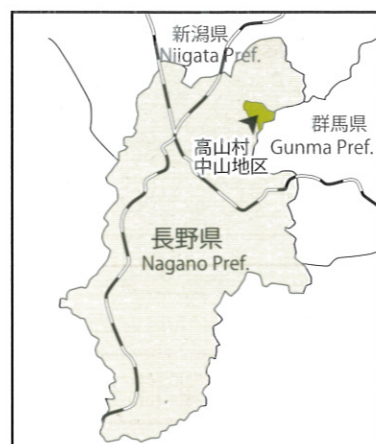 新潟県
Niigata Pref.
群馬県
Gunma Pref.
高山村
中山地区
長野県
Nagano Pref.